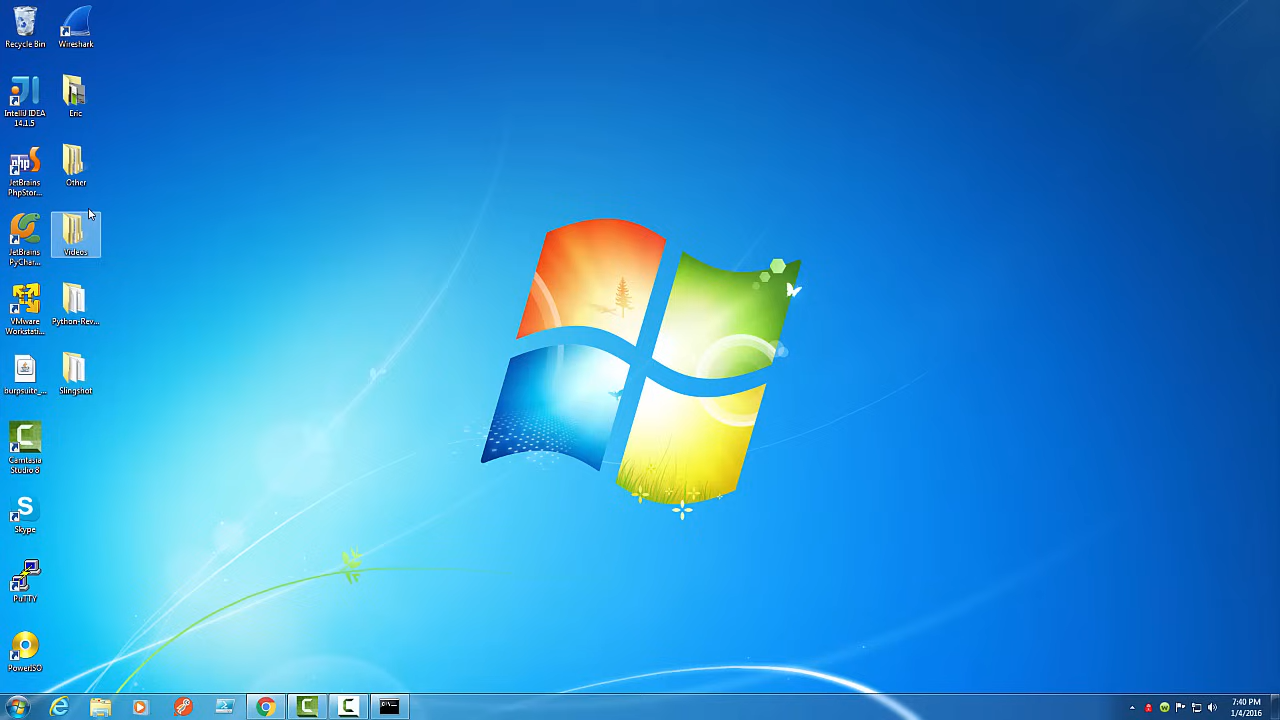 Recycle Bin
Wireshark
IntelliJ IDEA
14.1.5
Eric
php
JetBrains
PhpStor...
Other
JetBrains
PyChar...
Videos
VMware
Workstati...
Python-Rev...
burpsuite_...
Slingshot
Camtasia
Studio 8
S
Skype
PuTTY
PowerISO
C:\...
7:40 PM
1/4/2016